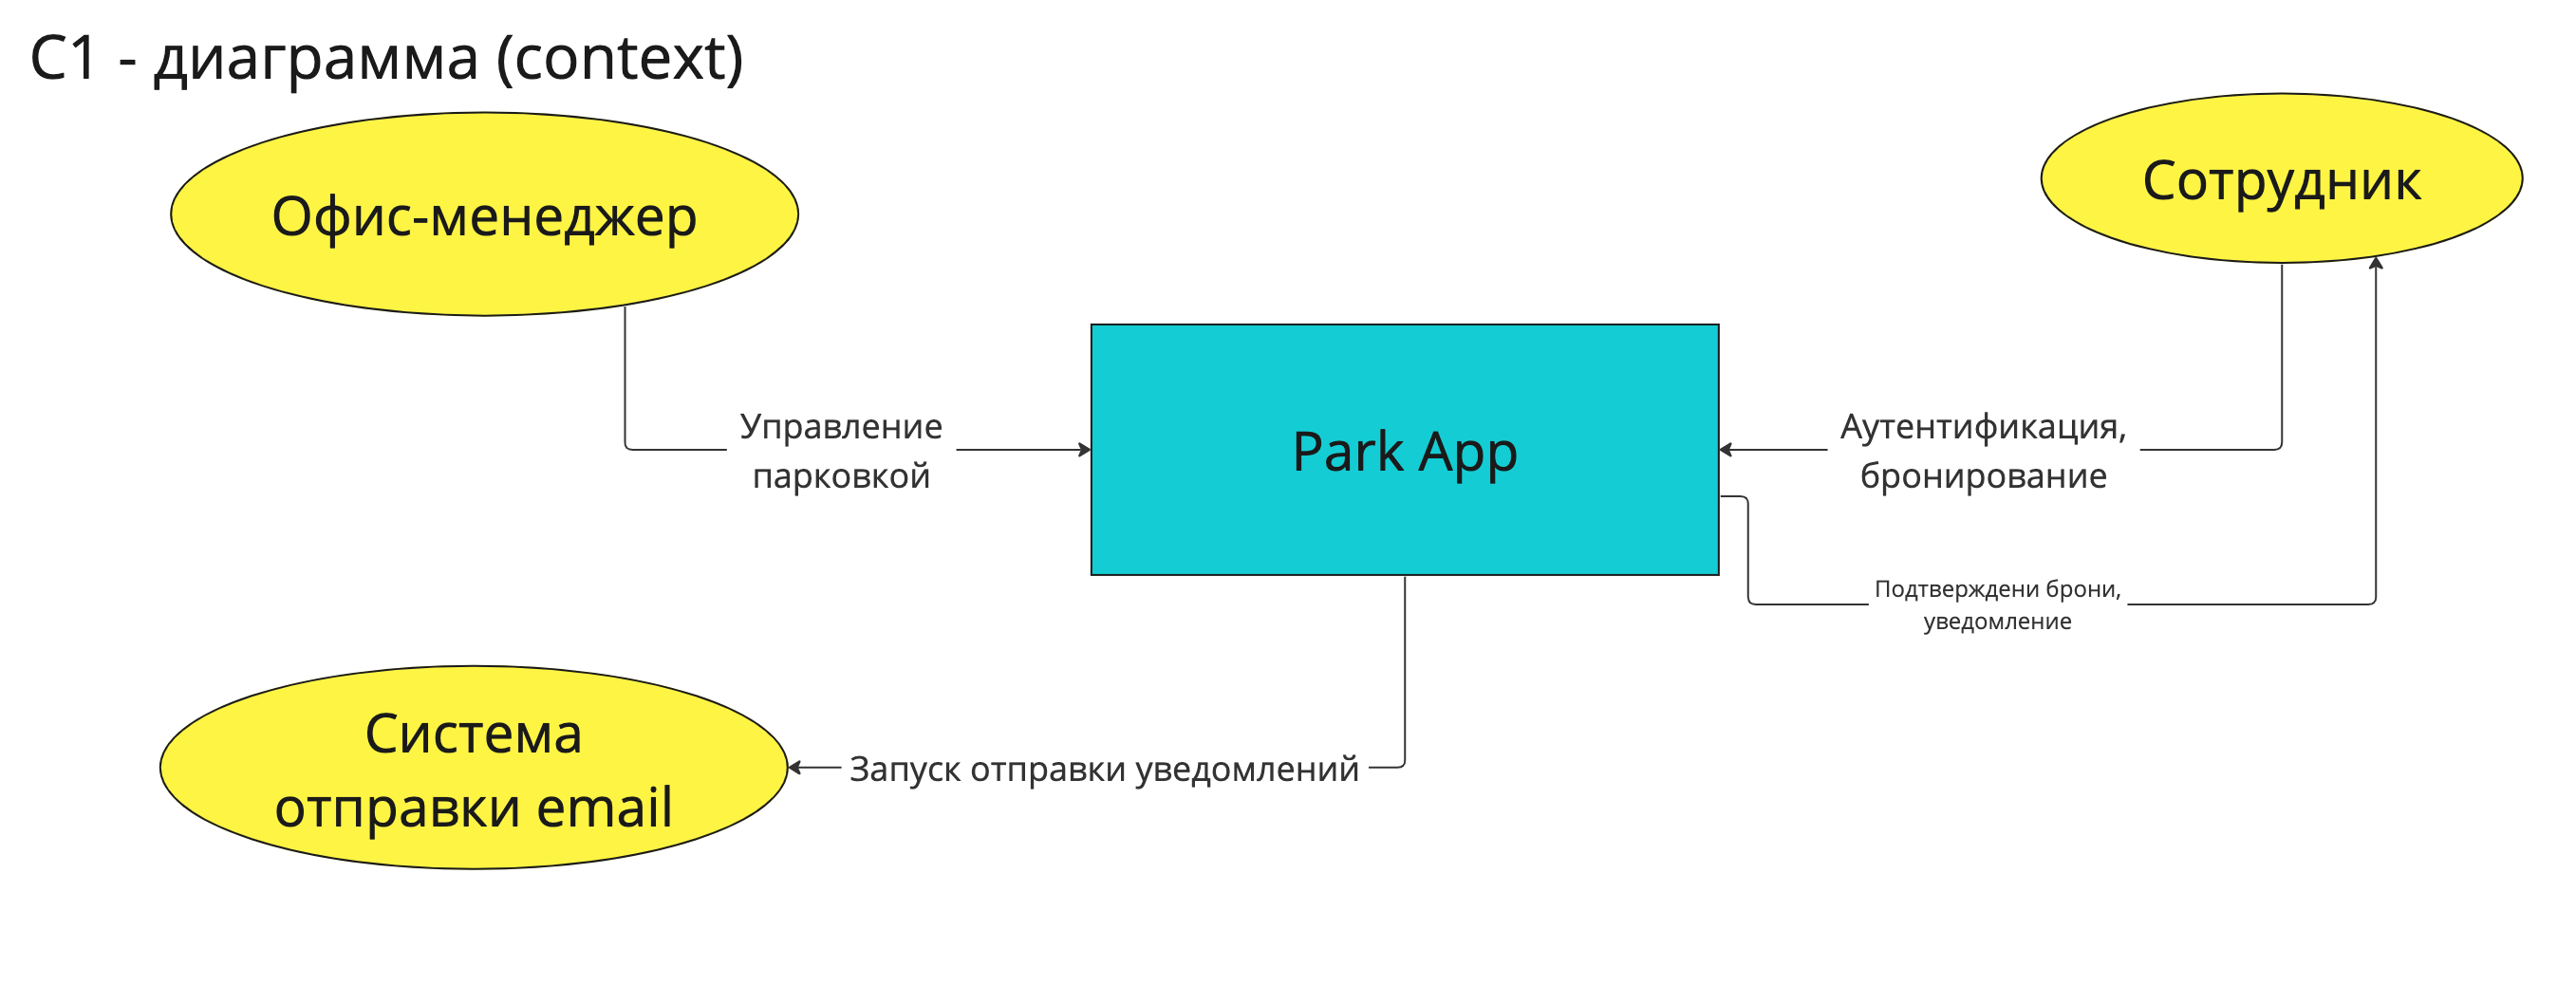 C1 - диаграмма (context)
Офис-менеджер
Сотрудник
Управление
парковкой
Park App
Аутентификация,
бронирование
Подтверждени брони,
уведомление
Система
отправки email
Запуск отправки уведомлений